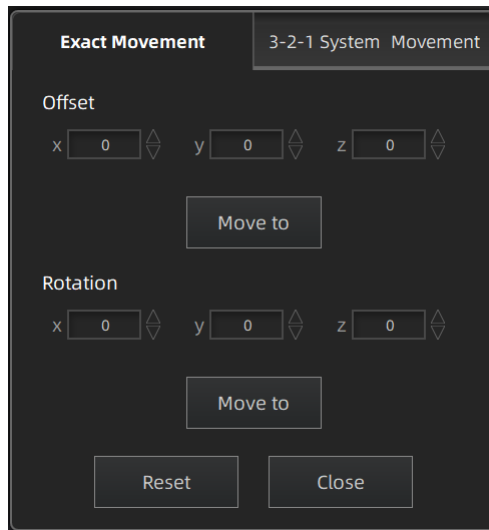 Exact Movement 3-2-1 System Movement
Offset
x 0 y 0 z 0
Move to
Rotation
x 0 y 0 z 0
Move to
Reset Close